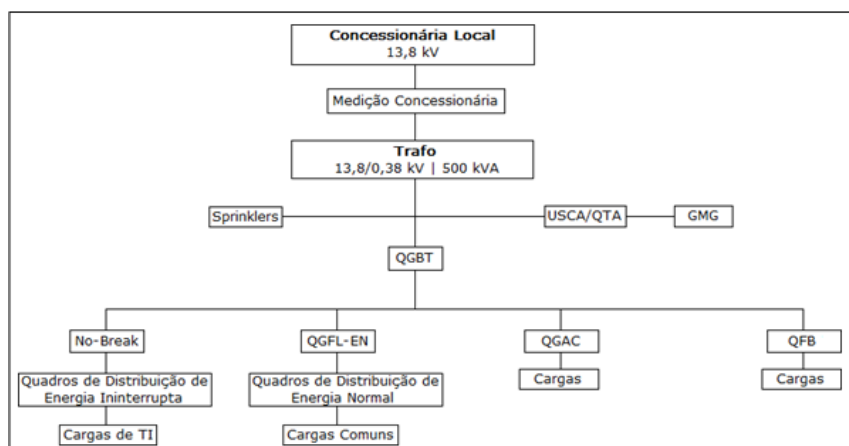 Concessionária Local
13,8 kV
Medição Concessionária
Trafo
13,8/0,38 kV | 500 kVA
Sprinklers
USCA/QTA
GMG
QGBT
No-Break
QGFL-EN
QGAC
QFB
Quadros de Distribuição de
Energia Ininterrupta
Quadros de Distribuição de
Energia Normal
Cargas
Cargas
Cargas de TI
Cargas Comuns